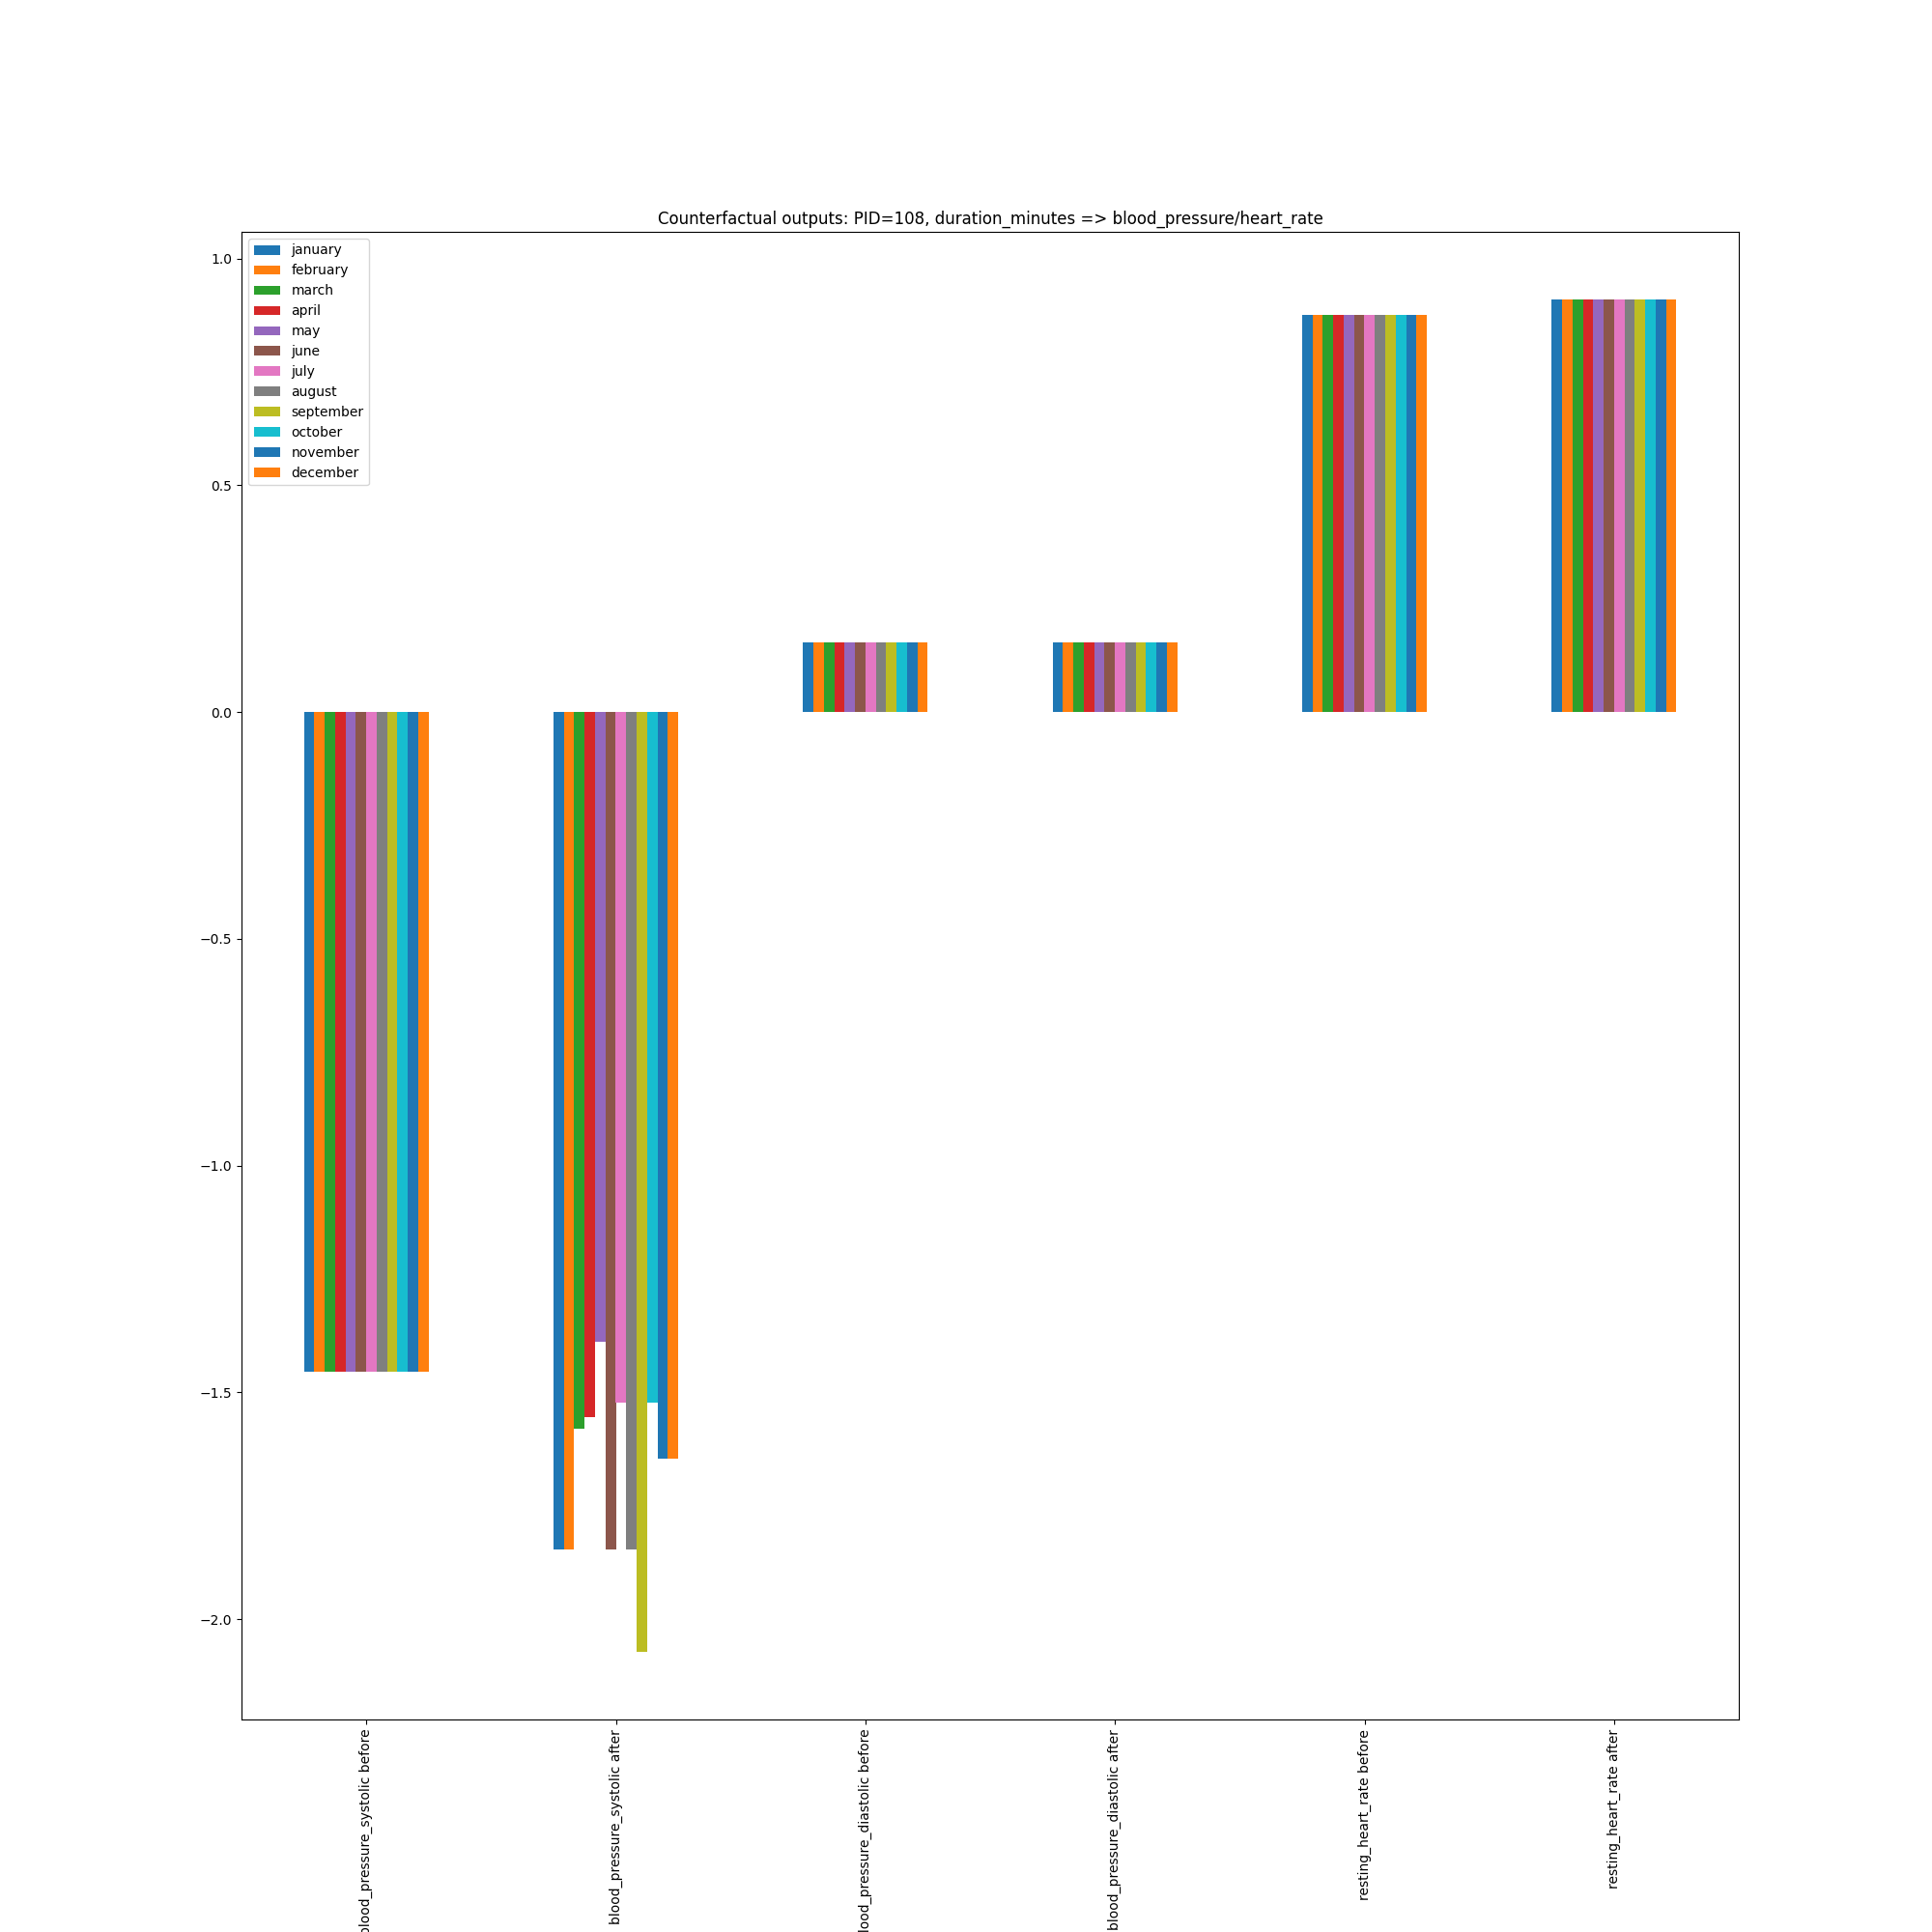 Counterfactual outputs: PID=108, duration_minutes => blood_pressure/heart_rate
january
february
march
april
may
june
july
august
september
october
november
december
1.0
0.5
0.0
−0.5
−1.0
−1.5
−2.0
blood_pressure_systolic before
blood_pressure_systolic after
lood_pressure_diastolic before
blood_pressure_diastolic after
resting_heart_rate before
resting_heart_rate after